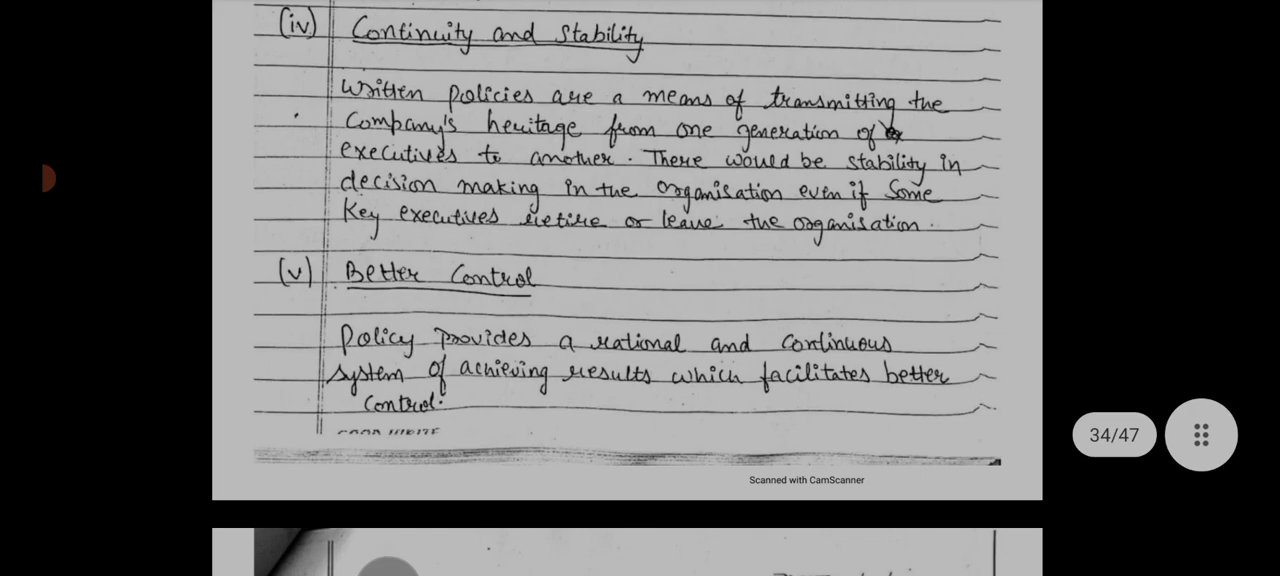 (iv) Continuity and Stability
Written policies are a means of transmitting the
Company's heritage from one generation of
executives to another. There would be stability in
decision making in the organisation even if Some
Key executives retire or leave the organisation.
(v) Better Control
Policy provides a rational and continuous
system of achieving results which facilitates better
Control.
34/47
Scanned with CamScanner